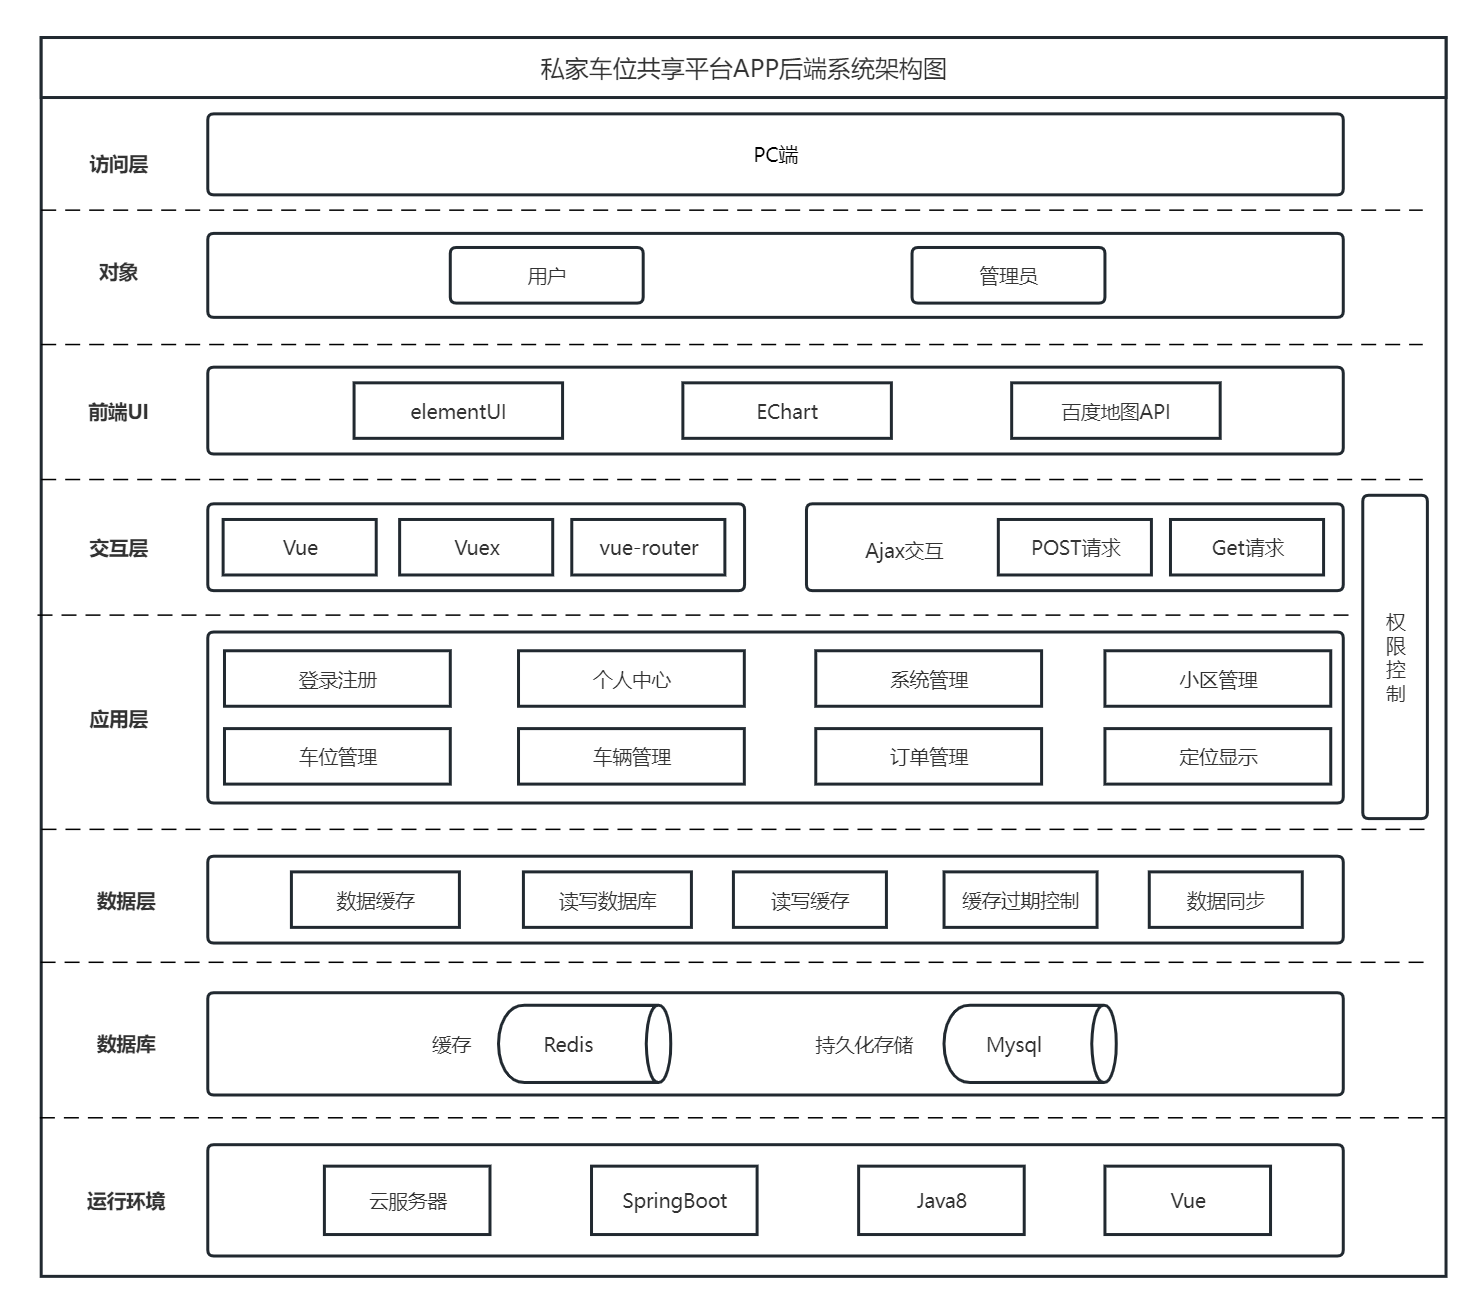 私家车位共享平台APP后端系统架构图
访问层
PC端
对象
用户
管理员
前端UI
elementUI
EChart
百度地图API
交互层
Vue
Vuex
vue-router
Ajax交互
POST请求
Get请求
权限控制
应用层
登录注册
个人中心
系统管理
小区管理
车位管理
车辆管理
订单管理
定位显示
数据层
数据缓存
读写数据库
读写缓存
缓存过期控制
数据同步
数据库
缓存
Redis
持久化存储
Mysql
运行环境
云服务器
SpringBoot
Java8
Vue